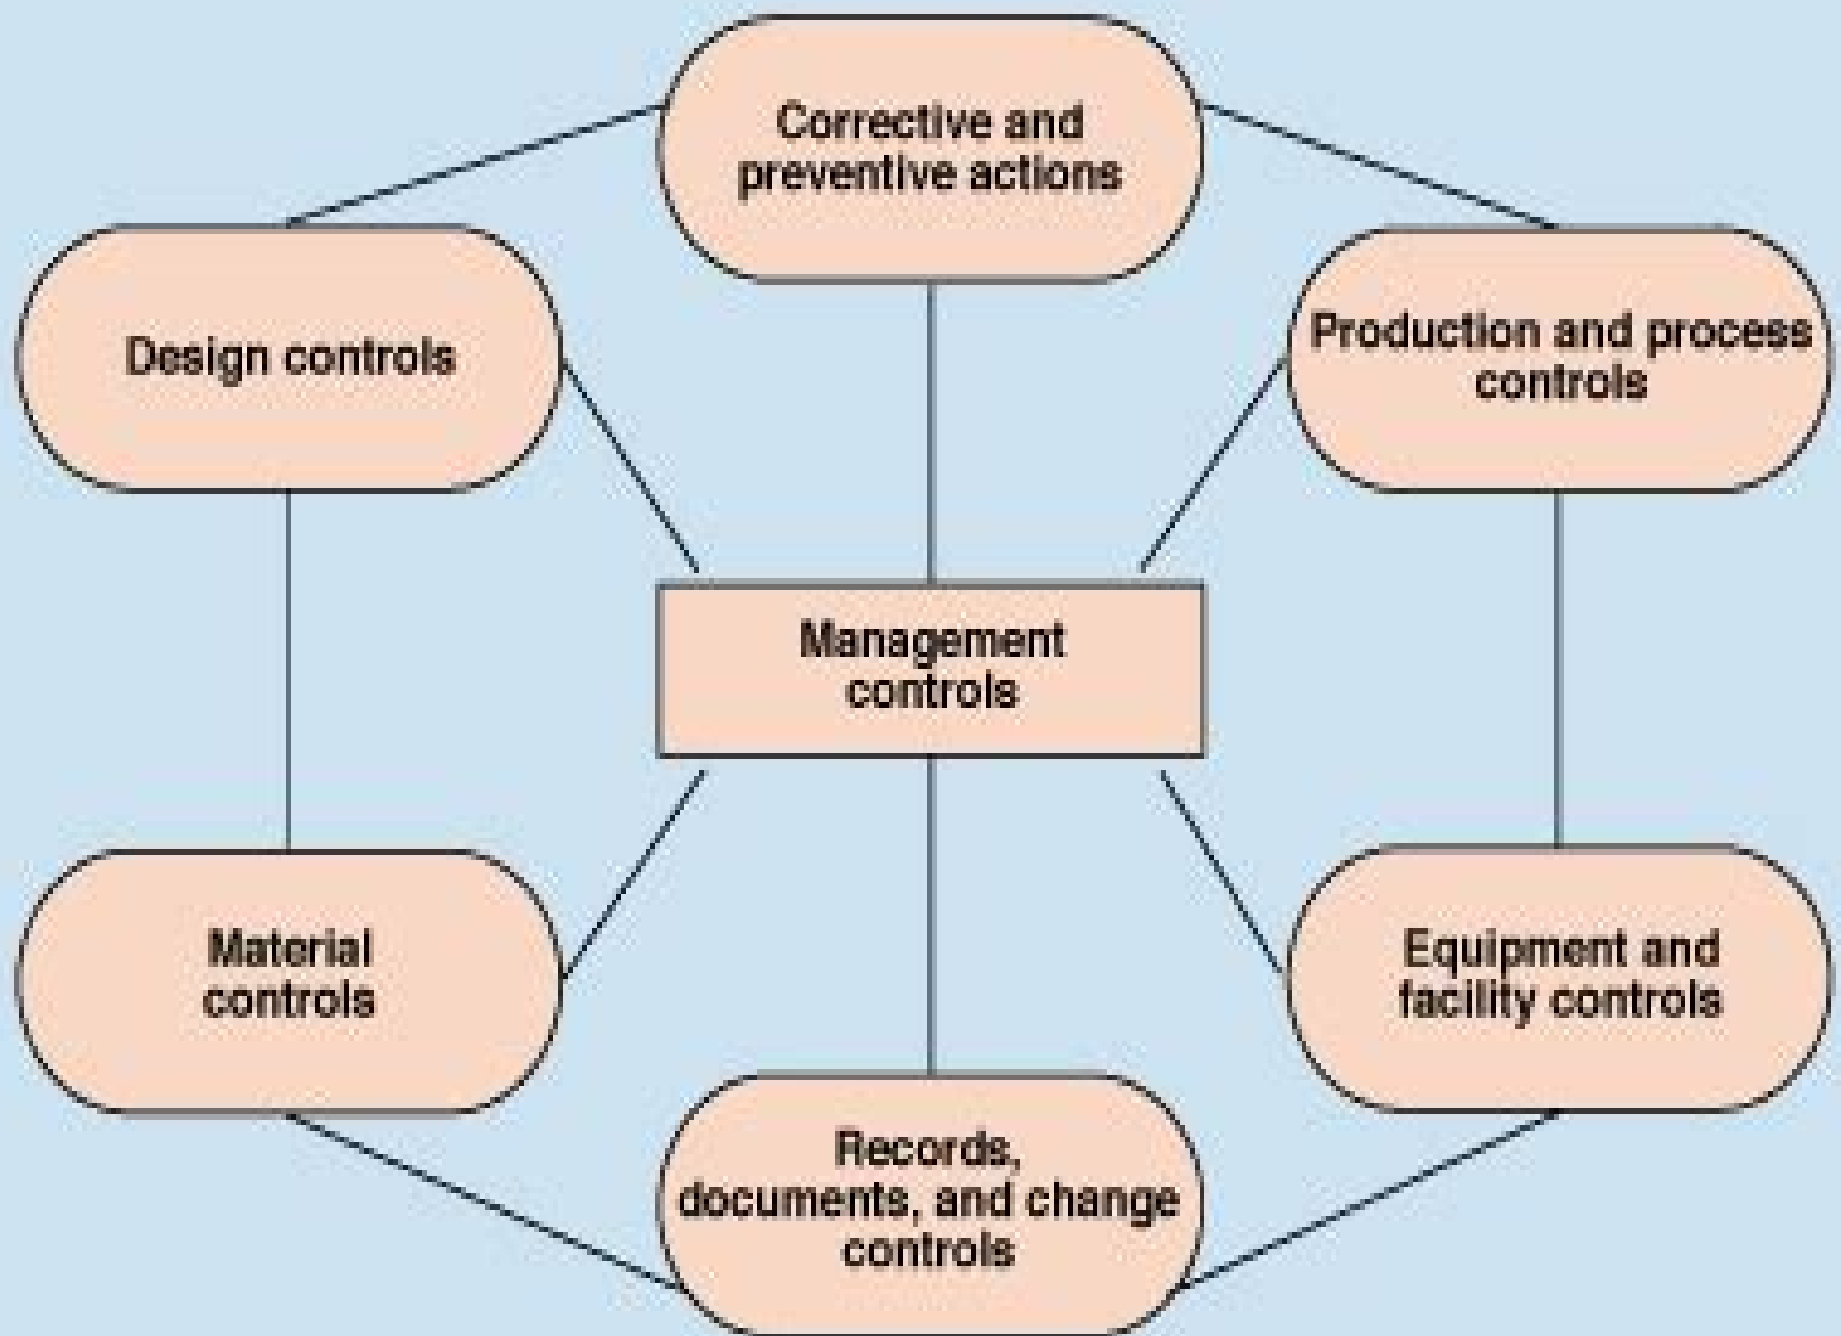 Corrective and
preventive actions
Design controls
Production and process
controls
Management
controls
Material
controls
Equipment and
facility controls
Records,
documents, and change
controls